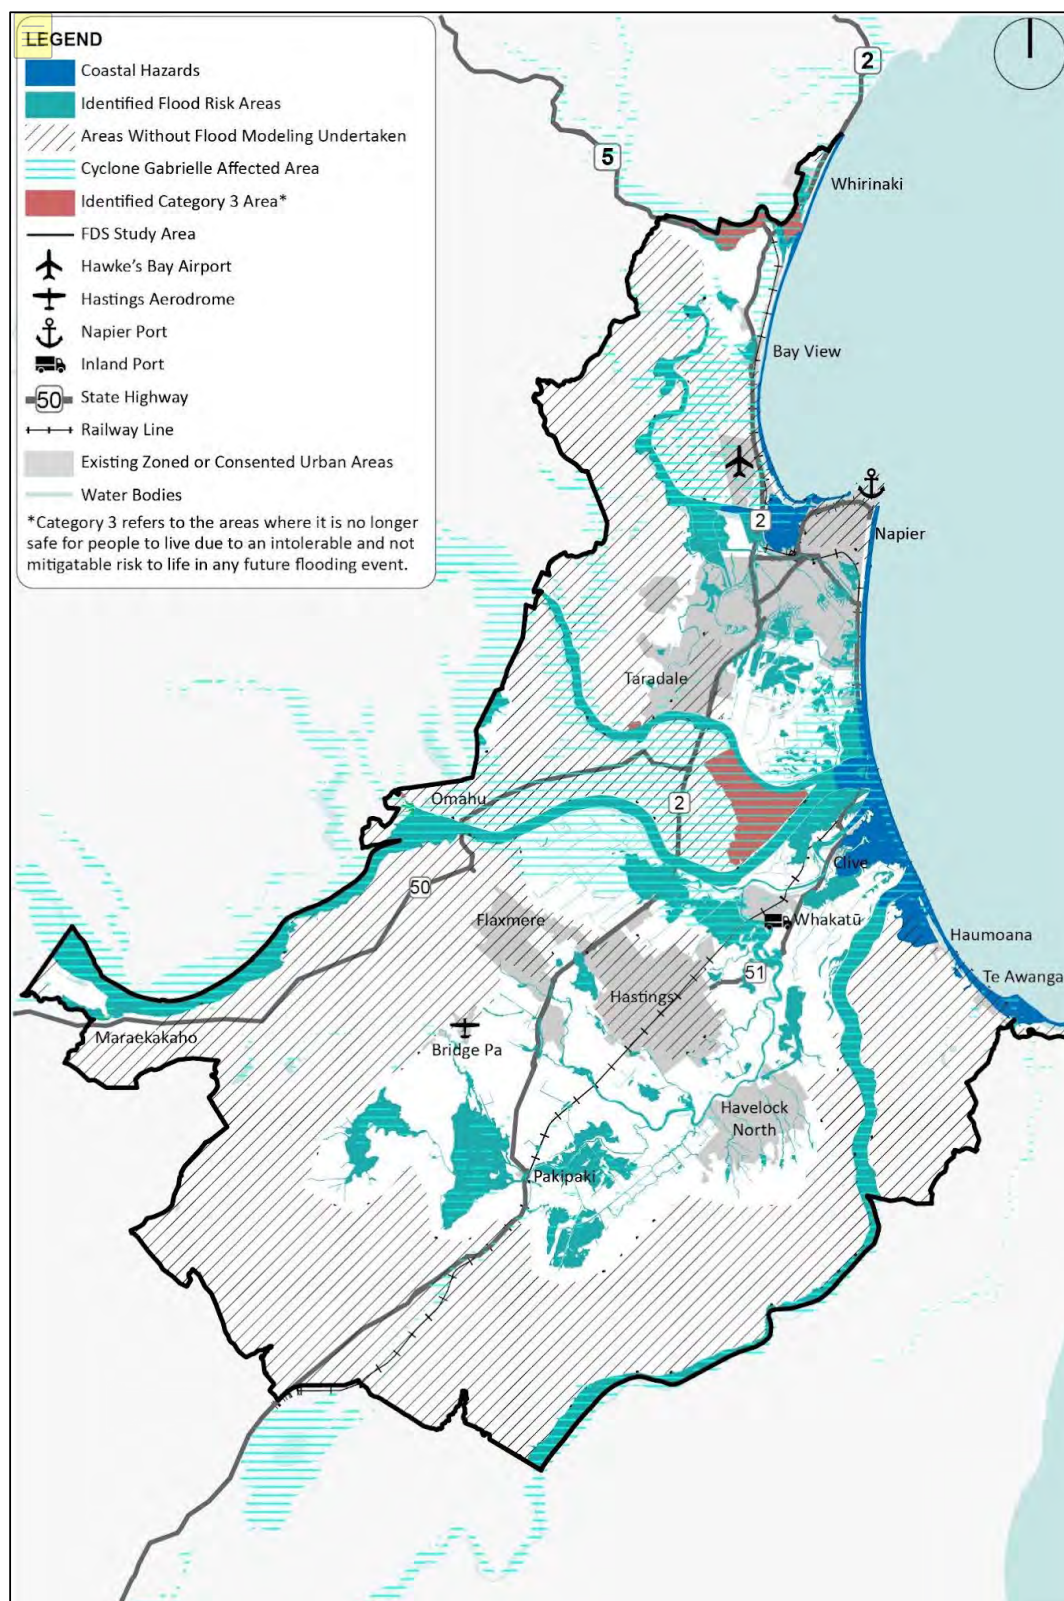 LEGEND
Coastal Hazards
Identified Flood Risk Areas
Areas Without Flood Modeling Undertaken
Cyclone Gabrielle Affected Area
Identified Category 3 Area*
FDS Study Area
Hawke's Bay Airport
Hastings Aerodrome
Napier Port
Inland Port
50 State Highway
Railway Line
Existing Zoned or Consented Urban Areas
Water Bodies
*Category 3 refers to the areas where it is no longer
safe for people to live due to an intolerable and not
mitigatable risk to life in any future flooding event.
2
5
Whirinaki
Bay View
2
Napier
Taradale
Omahu
2
Clive
50
Flaxmere
Whakatū
Haumoana
51
Te Awanga
Hastings
Maraekakaho
Bridge Pa
Havelock
North
Pakipaki